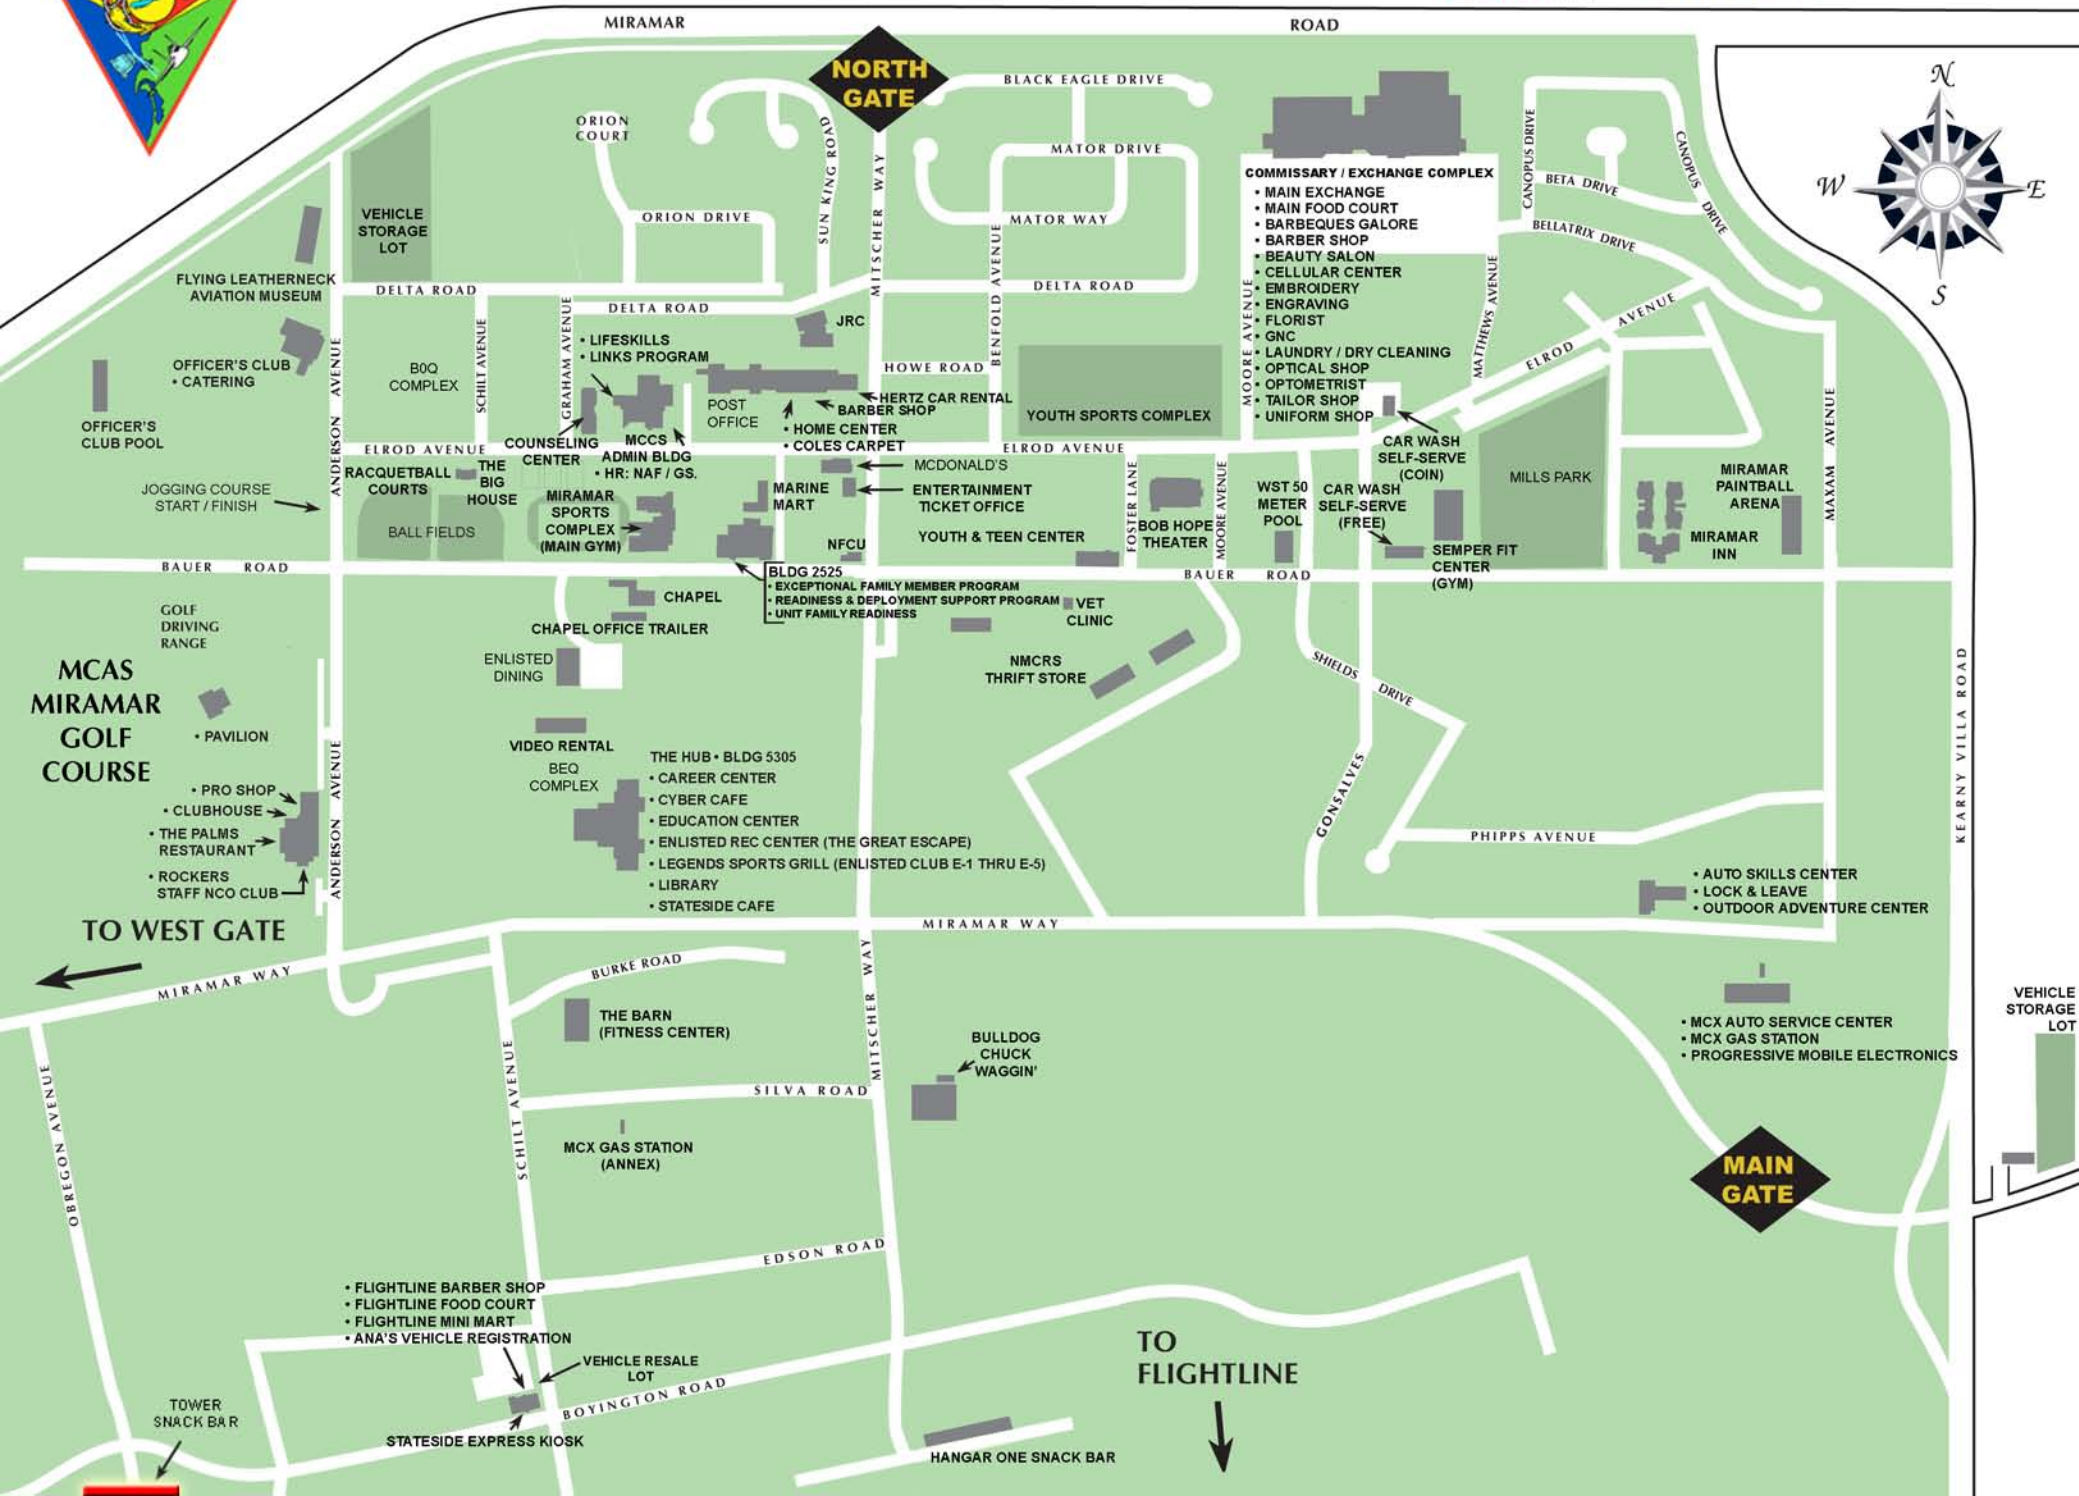 MIRAMAR ROAD
NORTH
GATE
BLACK EAGLE DRIVE
ORION
COURT
SUN KING ROAD
MITSCHER WAY
MATOR DRIVE
MATOR WAY
ORION DRIVE
BENFOLD AVENUE
CANOPUS DRIVE
CANOPUS DRIVE
BETA DRIVE
BELLATRIX DRIVE
N
W
E
S
VEHICLE
STORAGE
LOT
FLYING LEATHERNECK
AVIATION MUSEUM
DELTA ROAD
DELTA ROAD
DELTA ROAD
COMMISSARY / EXCHANGE COMPLEX
• MAIN EXCHANGE
• MAIN FOOD COURT
• BARBEQUES GALORE
• BARBER SHOP
• BEAUTY SALON
• CELLULAR CENTER
• EMBROIDERY
• ENGRAVING
• FLORIST
• GNC
• LAUNDRY / DRY CLEANING
• OPTICAL SHOP
• OPTOMETRIST
• TAILOR SHOP
• UNIFORM SHOP
MOORE AVENUE
MATTHEWS AVENUE
ELROD AVENUE
MAXAM AVENUE
OFFICER'S CLUB
• CATERING
OFFICER'S
CLUB POOL
ANDERSON AVENUE
B0Q
COMPLEX
SCHILT AVENUE
GRAHAM AVENUE
• LIFESKILLS
• LINKS PROGRAM
JRC
HOWE ROAD
POST
OFFICE
HERTZ CAR RENTAL
BARBER SHOP
• HOME CENTER
• COLES CARPET
YOUTH SPORTS COMPLEX
ELROD AVENUE
COUNSELING
CENTER
MCCS
ADMIN BLDG
• HR: NAF / GS.
ELROD AVENUE
CAR WASH
SELF-SERVE
(COIN)
MILLS PARK
RACQUETBALL
COURTS
THE
BIG
HOUSE
MCDONALD'S
ENTERTAINMENT
TICKET OFFICE
MARINE
MART
JOGGING COURSE
START / FINISH
BALL FIELDS
MIRAMAR
SPORTS
COMPLEX
(MAIN GYM)
YOUTH & TEEN CENTER
NFCU
FOSTER LANE
BOB HOPE
THEATER
MOORE AVENUE
WST 50
METER
POOL
CAR WASH
SELF-SERVE
(FREE)
SEMPER FIT
CENTER
(GYM)
MIRAMAR
PAINTBALL
ARENA
MIRAMAR
INN
BAUER ROAD
BAUER ROAD
BLDG 2525
• EXCEPTIONAL FAMILY MEMBER PROGRAM
• READINESS & DEPLOYMENT SUPPORT PROGRAM
• UNIT FAMILY READINESS
VET
CLINIC
GOLF
DRIVING
RANGE
CHAPEL
CHAPEL OFFICE TRAILER
ENLISTED
DINING
NMCRS
THRIFT STORE
SHIELDS DRIVE
KEARNY VILLA ROAD
MCAS
MIRAMAR
GOLF
COURSE
• PAVILION
• PRO SHOP
• CLUBHOUSE
• THE PALMS
RESTAURANT
• ROCKERS
STAFF NCO CLUB
ANDERSON AVENUE
VIDEO RENTAL
BEQ
COMPLEX
THE HUB • BLDG 5305
• CAREER CENTER
• CYBER CAFE
• EDUCATION CENTER
• ENLISTED REC CENTER (THE GREAT ESCAPE)
• LEGENDS SPORTS GRILL (ENLISTED CLUB E-1 THRU E-5)
• LIBRARY
• STATESIDE CAFE
GONSALVES
PHIPPS AVENUE
• AUTO SKILLS CENTER
• LOCK & LEAVE
• OUTDOOR ADVENTURE CENTER
TO WEST GATE
MIRAMAR WAY
MIRAMAR WAY
BURKE ROAD
MITSCHER WAY
THE BARN
(FITNESS CENTER)
BULLDOG
CHUCK
WAGGIN'
• MCX AUTO SERVICE CENTER
• MCX GAS STATION
• PROGRESSIVE MOBILE ELECTRONICS
VEHICLE
STORAGE
LOT
SILVA ROAD
SCHILT AVENUE
OBREGON AVENUE
MCX GAS STATION
(ANNEX)
MAIN
GATE
EDSON ROAD
• FLIGHTLINE BARBER SHOP
• FLIGHTLINE FOOD COURT
• FLIGHTLINE MINI MART
• ANA'S VEHICLE REGISTRATION
VEHICLE RESALE
LOT
BOYINGTON ROAD
TO
FLIGHTLINE
TOWER
SNACK BAR
STATESIDE EXPRESS KIOSK
HANGAR ONE SNACK BAR